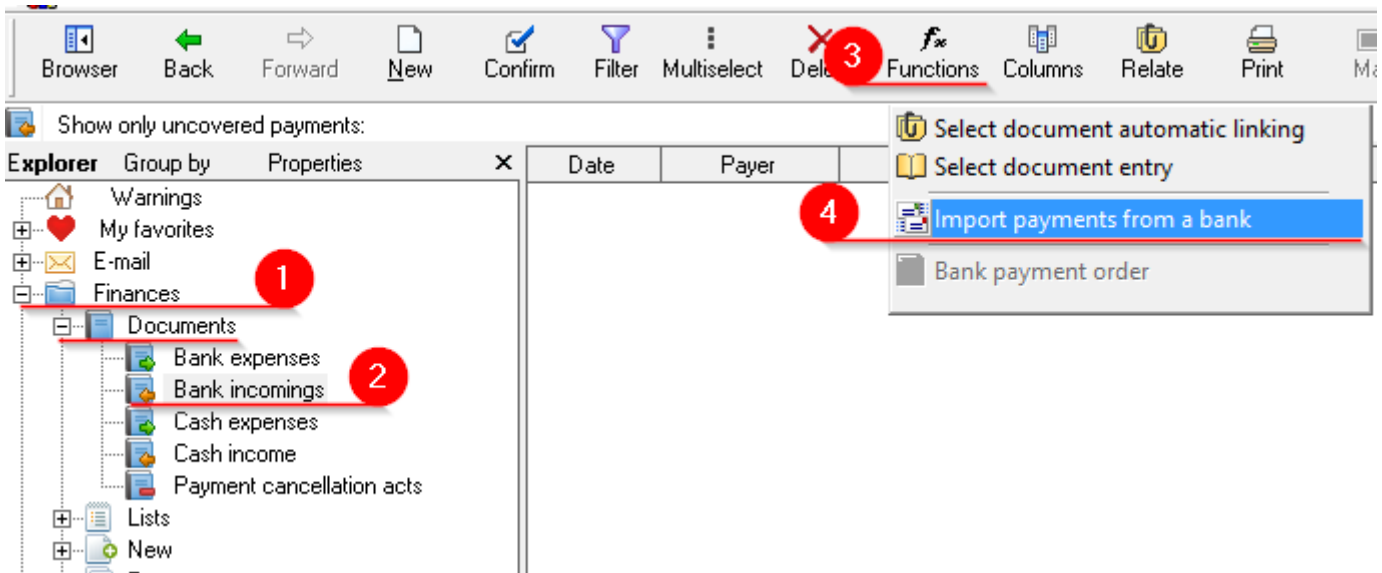 Browser Back Forward New Confirm Filter Multiselect 3 Functions Columns Relate Print
Show only uncovered payments:
Select document automatic linking
Explorer Group by Properties × Date Payer
Select document entry
Warnings
My favorites
4 Import payments from a bank
E-mail
1
Bank payment order
Finances
Documents
Bank expenses
2
Bank incomings
Cash expenses
Cash income
Payment cancellation acts
Lists
New